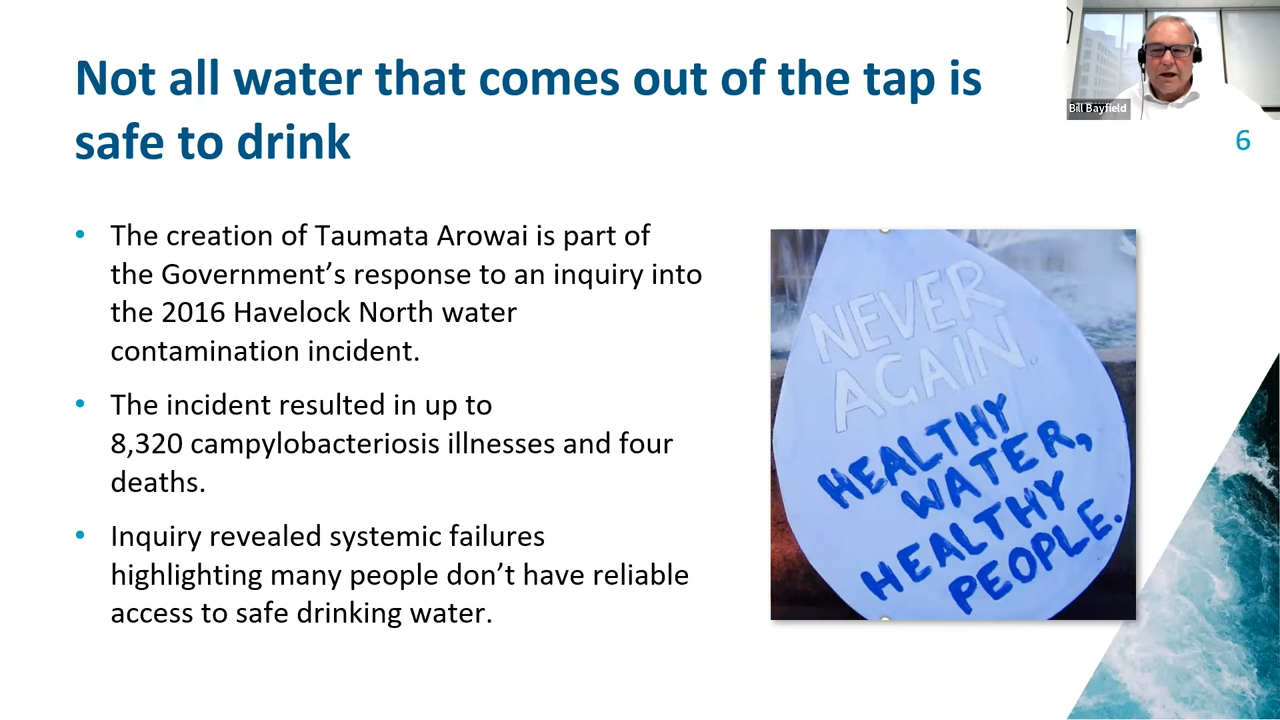 Not all water that comes out of the tap is
safe to drink
Bill Bayfield
6
• The creation of Taumata Arowai is part of
the Government’s response to an inquiry into
the 2016 Havelock North water
contamination incident.
• The incident resulted in up to
8,320 campylobacteriosis illnesses and four
deaths.
• Inquiry revealed systemic failures
highlighting many people don’t have reliable
access to safe drinking water.
NEVER
AGAIN.
HEALTHY
WATER,
HEALTHY
PEOPLE.